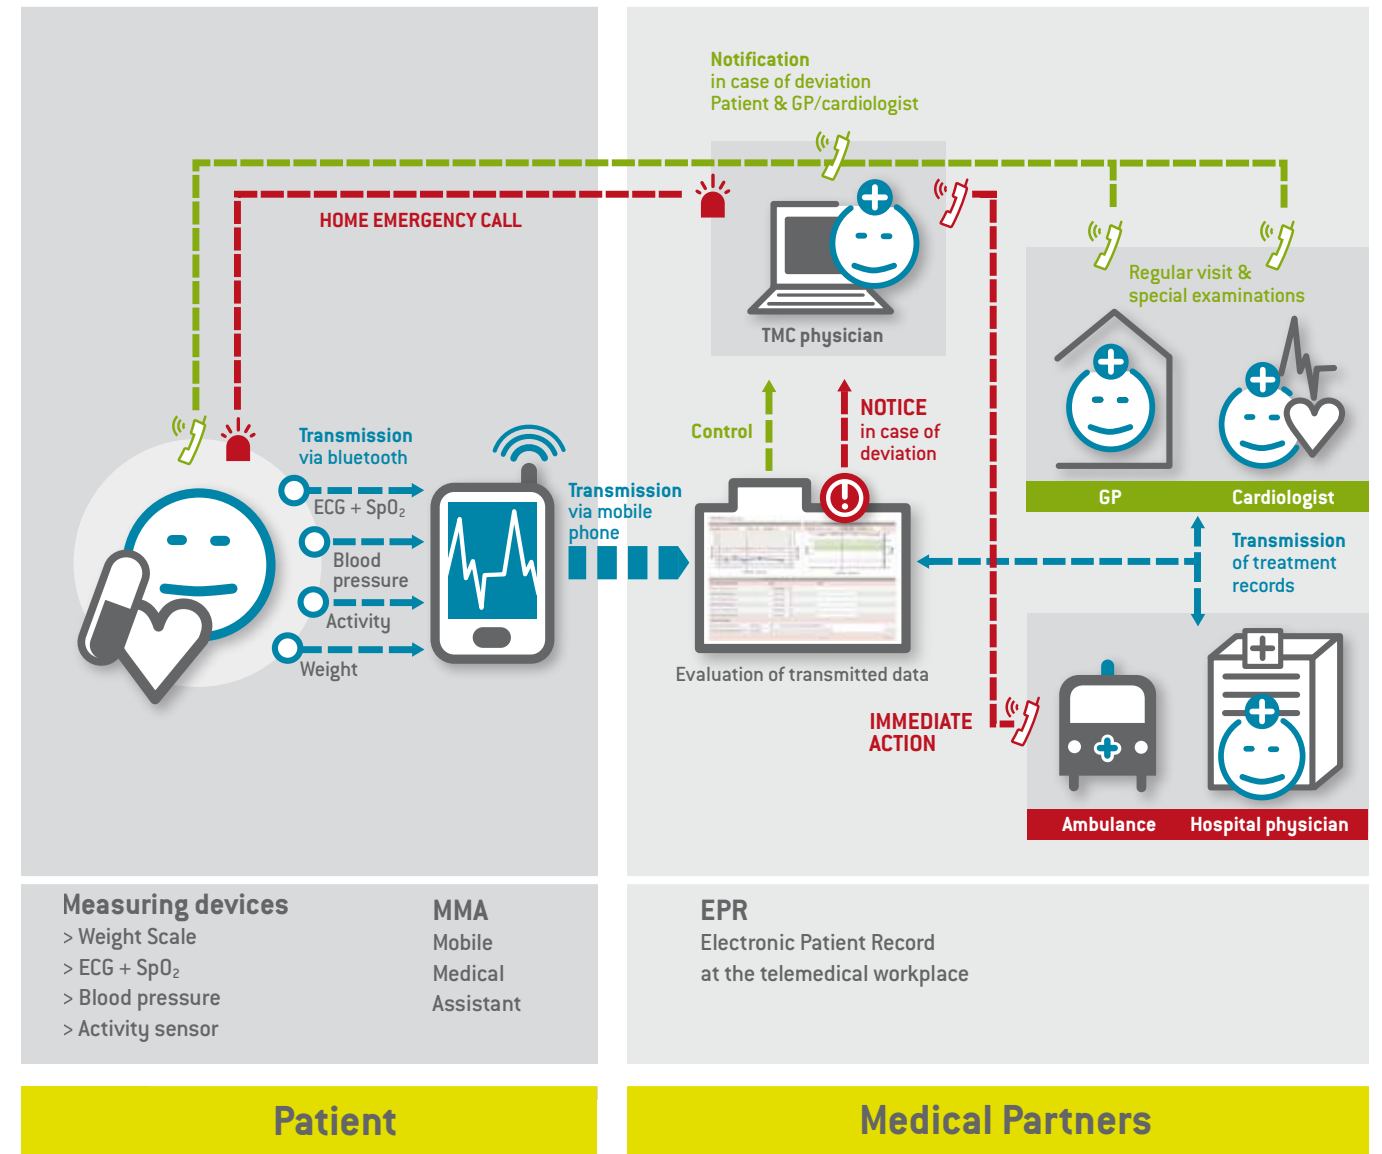 Notification
in case of deviation
Patient & GP/cardiologist
HOME EMERGENCY CALL
TMC physician
Regular visit &
special examinations
GP
Cardiologist
Transmission
via bluetooth
ECG + SpO₂
Blood
pressure
Activity
Weight
Transmission
via mobile
phone
Control
NOTICE
in case of
deviation
Evaluation of transmitted data
Transmission
of treatment
records
IMMEDIATE
ACTION
Ambulance
Hospital physician
Measuring devices
> Weight Scale
> ECG + SpO₂
> Blood pressure
> Activity sensor
MMA
Mobile
Medical
Assistant
EPR
Electronic Patient Record
at the telemedical workplace
Patient
Medical Partners